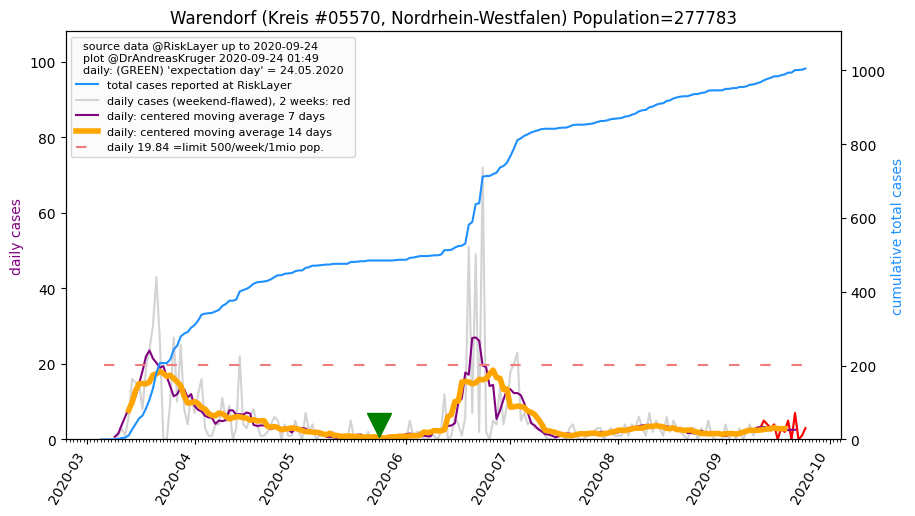 Warendorf (Kreis #05570, Nordrhein-Westfalen) Population=277783
source data @RiskLayer up to 2020-09-24
plot @DrAndreasKruger 2020-09-24 01:49
daily: (GREEN) 'expectation day' = 24.05.2020
total cases reported at RiskLayer
daily cases (weekend-flawed), 2 weeks: red
daily: centered moving average 7 days
daily: centered moving average 14 days
daily 19.84 =limit 500/week/1mio pop.
daily cases
100
80
60
40
20
0
1000
800
600
400
200
0
cumulative total cases
2020-03
2020-04
2020-05
2020-06
2020-07
2020-08
2020-09
2020-10